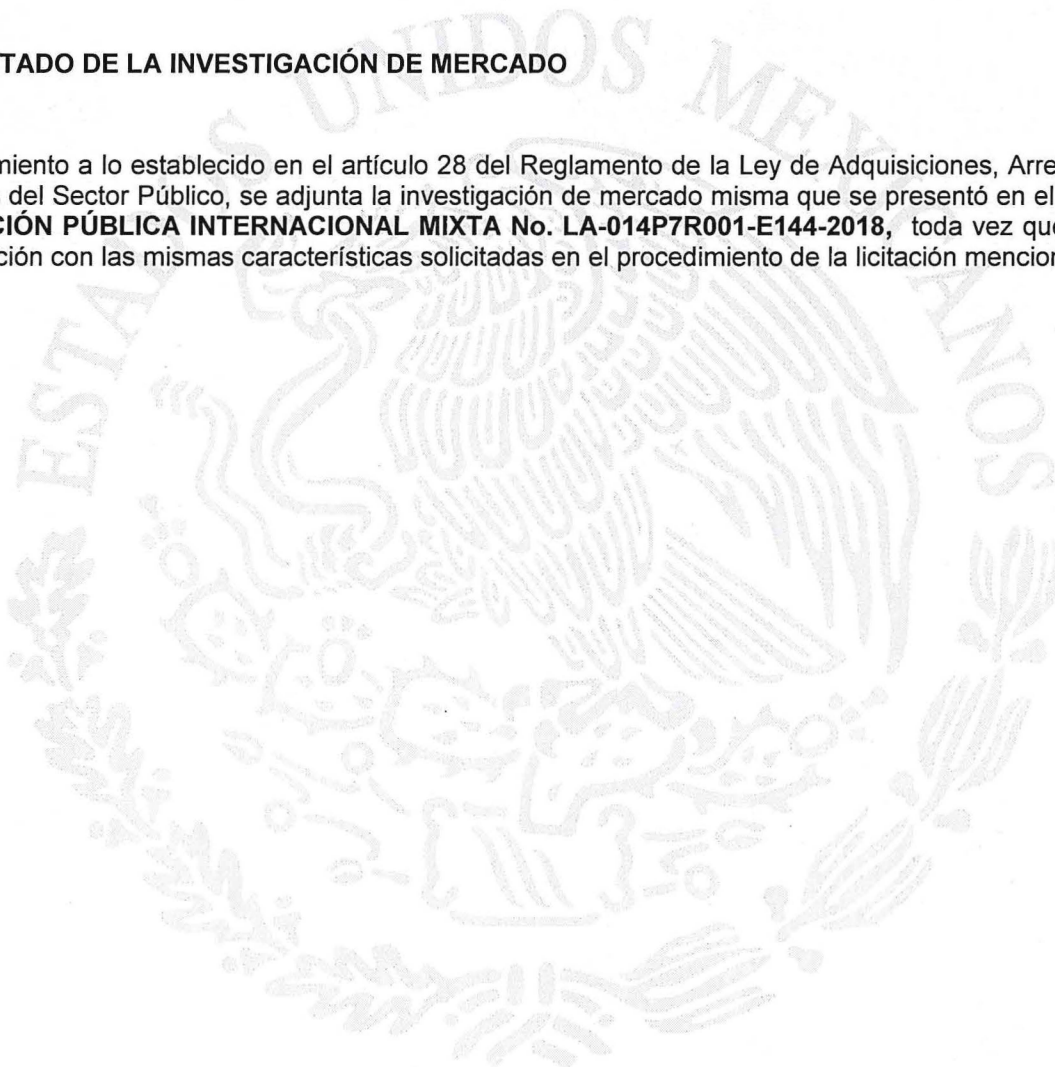 TADO DE LA INVESTIGACIÓN DE MERCADO
miento a lo establecido en el artículo 28 del Reglamento de la Ley de Adquisiciones, Arre
del Sector Público, se adjunta la investigación de mercado misma que se presentó en el
CIÓN PÚBLICA INTERNACIONAL MIXTA No. LA-014P7R001-E144-2018, toda vez que
ción con las mismas características solicitadas en el procedimiento de la licitación mencion
ESTADOS UNIDOS MEXICANOS